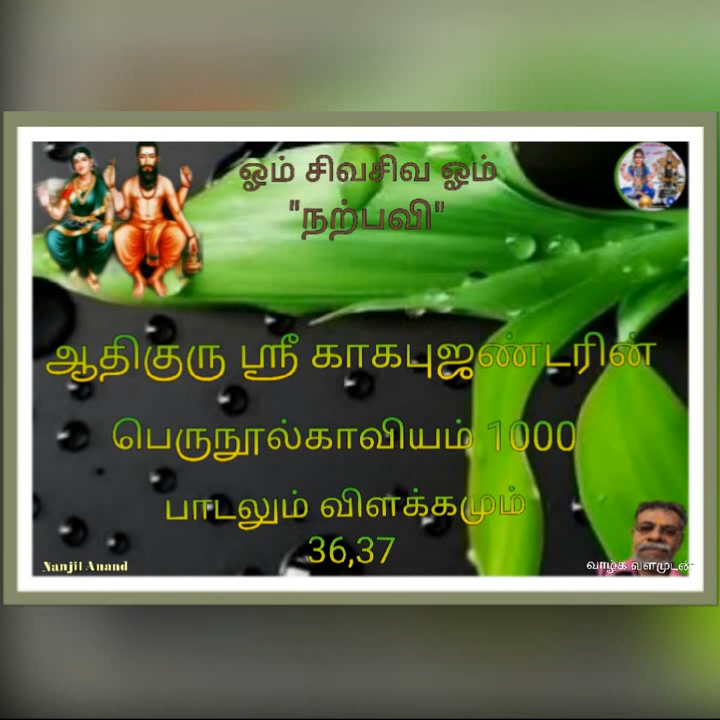 ஓம் சிவசிவ ஓம்
"நற்பவி"
ஆதிகுரு ஸ்ரீ காகபுஜண்டரின்
பெருநூல்காவியம் 1000
பாடலும் விளக்கமும்
36,37
Nanjil Anand
வாழ்க வளமுடன்